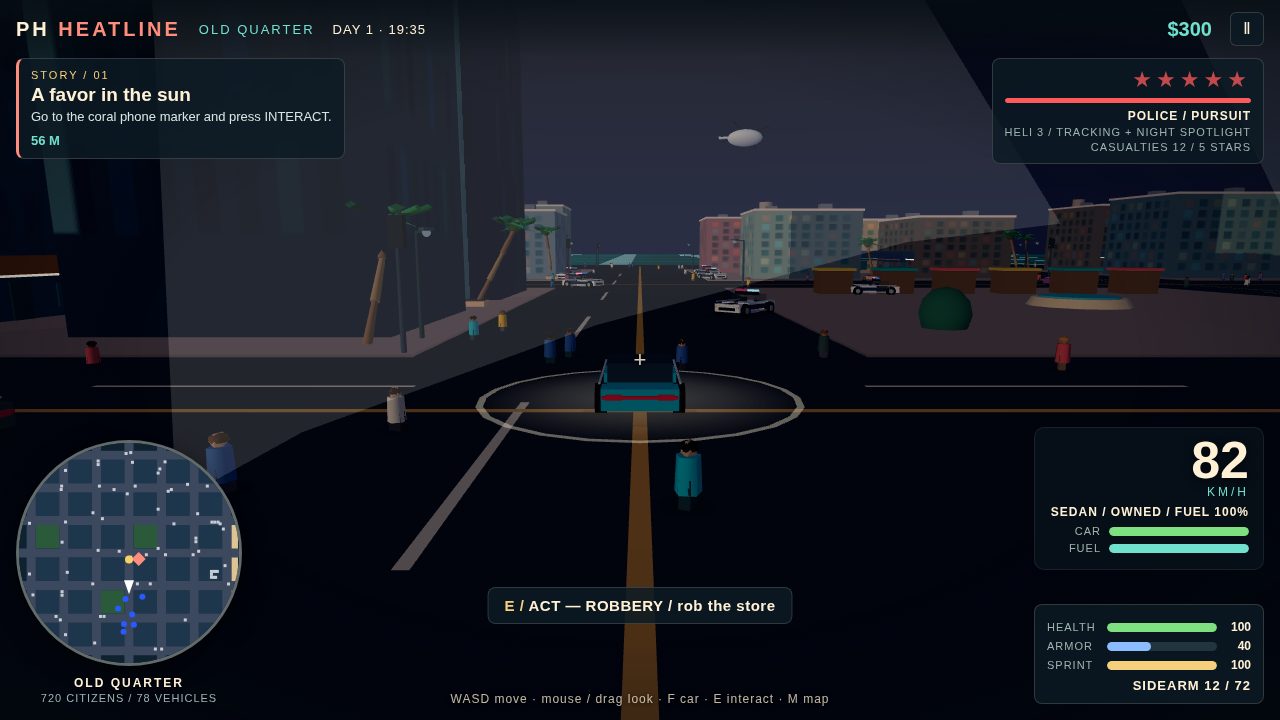 PH HEATLINE OLD QUARTER DAY 1 · 19:35
$300
STORY / 01
A favor in the sun
Go to the coral phone marker and press INTERACT.
56 M
★★★★★
POLICE / PURSUIT
HELI 3 / TRACKING + NIGHT SPOTLIGHT
CASUALTIES 12 / 5 STARS
82
KM/H
SEDAN / OWNED / FUEL 100%
CAR
FUEL
E / ACT — ROBBERY / rob the store
HEALTH 100
ARMOR 40
SPRINT 100
SIDEARM 12 / 72
OLD QUARTER
720 CITIZENS / 78 VEHICLES
WASD move · mouse / drag look · F car · E interact · M map